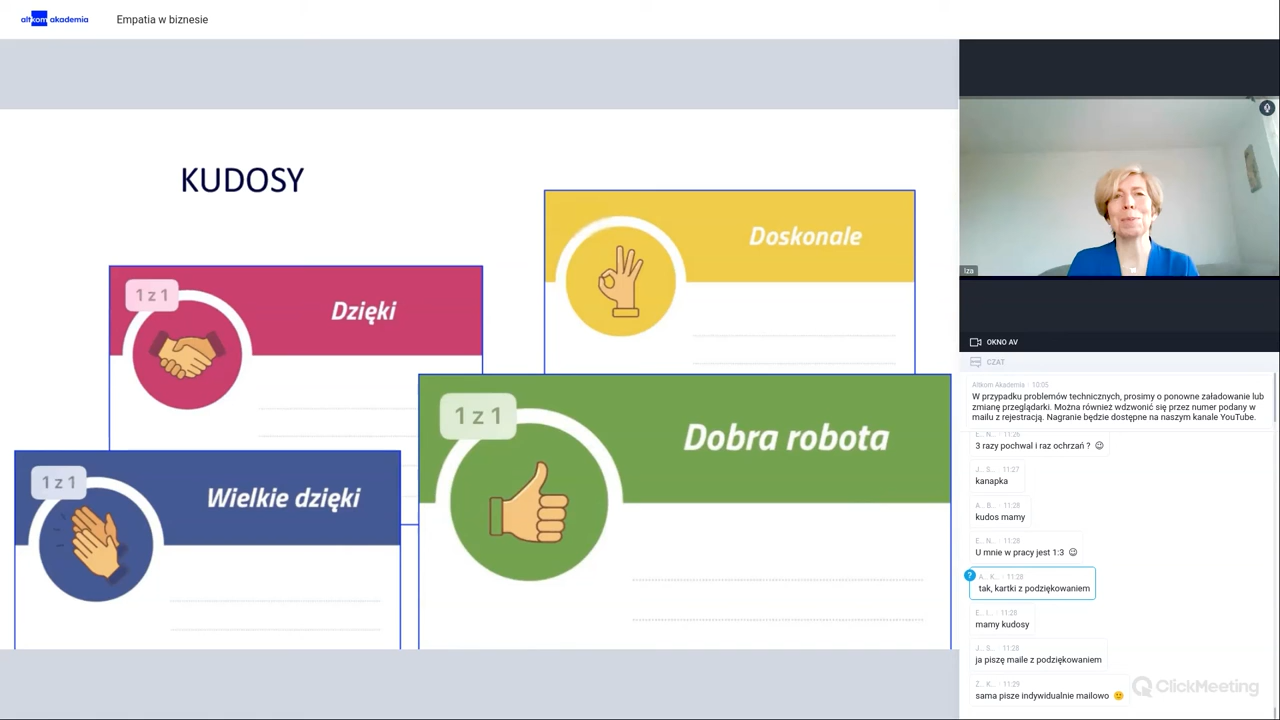 altkom akademia
Empatia w biznesie
KUDOSY
Doskonale
1 z 1
Dzięki
1 z 1
Dobra robota
1 z 1
Wielkie dzięki
Iza
OKNO AV
CZAT
Altkom Akademia 10:05
W przypadku problemów technicznych, prosimy o ponowne załadowanie lub
zmianę przeglądarki. Można również wdzwonić się przez numer podany w
mailu z rejestracją. Nagranie będzie dostępne na naszym kanale YouTube.
E... N... 11:26
3 razy pochwal i raz ochrzań ?
J... S... 11:27
kanapka
A... B... 11:28
kudos mamy
E... N... 11:28
U mnie w pracy jest 1:3
?
A... K... 11:28
tak, kartki z podziękowaniem
E... I... 11:28
mamy kudosy
J... S... 11:28
ja piszę maile z podziękowaniem
Ż... K... 11:29
sama pisze indywidualnie mailowo
ClickMeeting